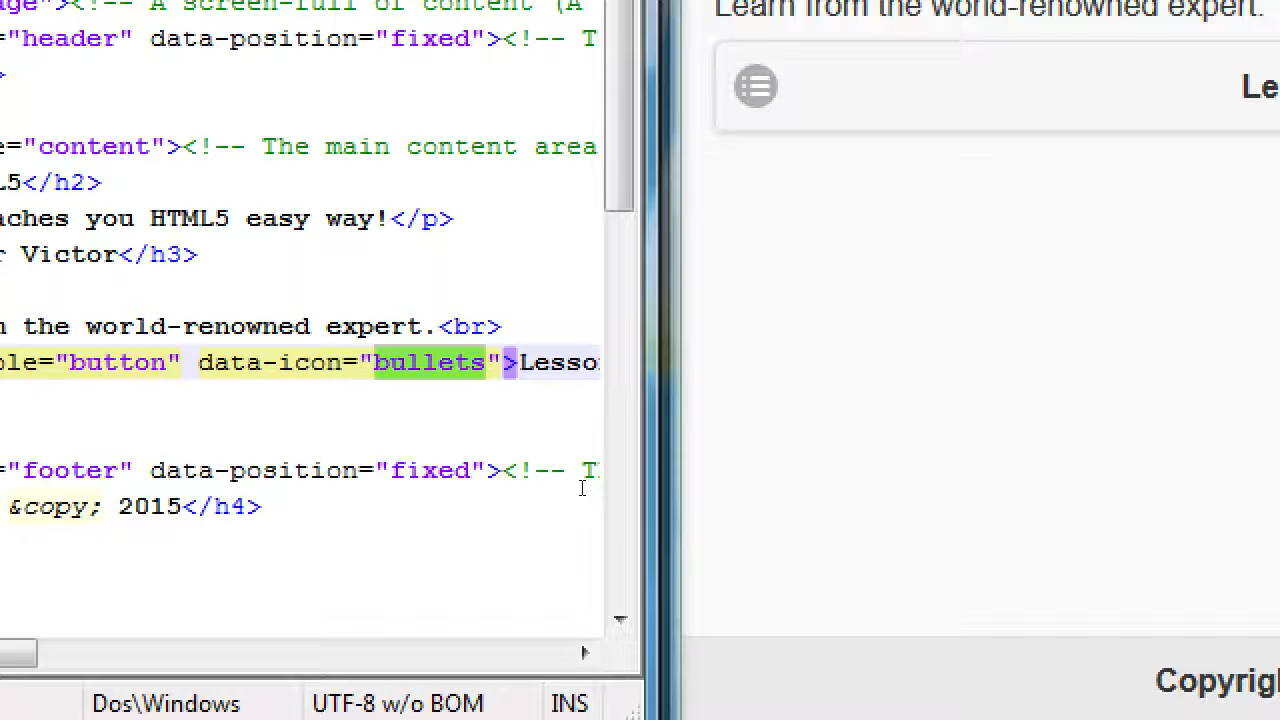 age"><!-- A screen-full of content (A
="header" data-position="fixed"><!-- T
>
e="content"><!-- The main content area
L5</h2>
aches you HTML5 easy way!</p>
r Victor</h3>
n the world-renowned expert.<br>
ole="button" data-icon="bullets">Lesso
="footer" data-position="fixed"><!-- T
&copy; 2015</h4>
Dos\Windows UTF-8 w/o BOM INS
Learn from the world-renowned expert.
Le
Copyrig